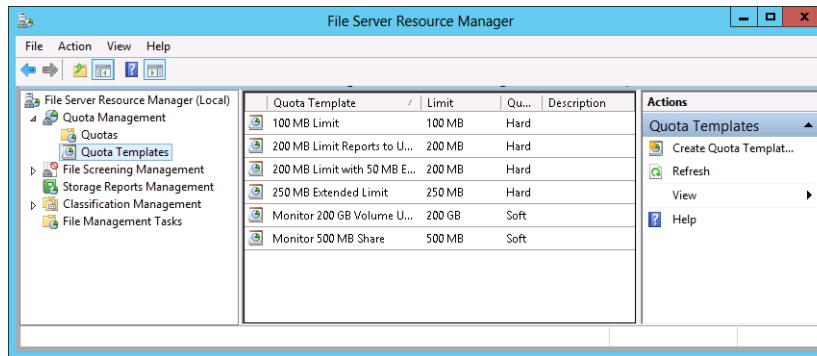 File Server Resource Manager
File Action View Help
File Server Resource Manager (Local)
Quota Management
Quotas
Quota Templates
File Screening Management
Storage Reports Management
Classification Management
File Management Tasks
Quota Template / Limit Qu... Description
100 MB Limit 100 MB Hard
200 MB Limit Reports to U... 200 MB Hard
200 MB Limit with 50 MB E... 200 MB Hard
250 MB Extended Limit 250 MB Hard
Monitor 200 GB Volume U... 200 GB Soft
Monitor 500 MB Share 500 MB Soft
Actions
Quota Templates
Create Quota Templat...
Refresh
View
Help